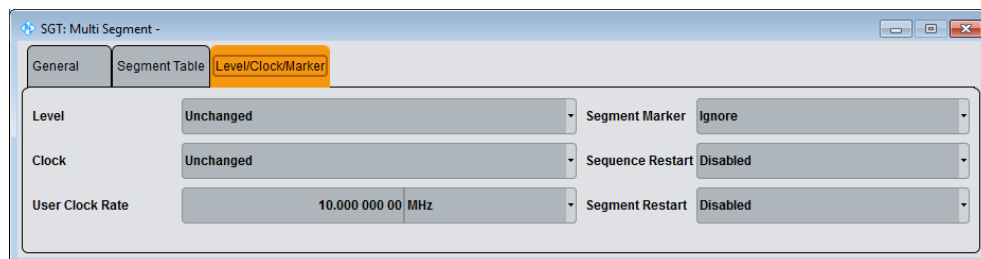 SGT: Multi Segment -
General Segment Table Level/Clock/Marker
Level Unchanged Segment Marker Ignore
Clock Unchanged Sequence Restart Disabled
User Clock Rate 10.000 000 00 MHz Segment Restart Disabled